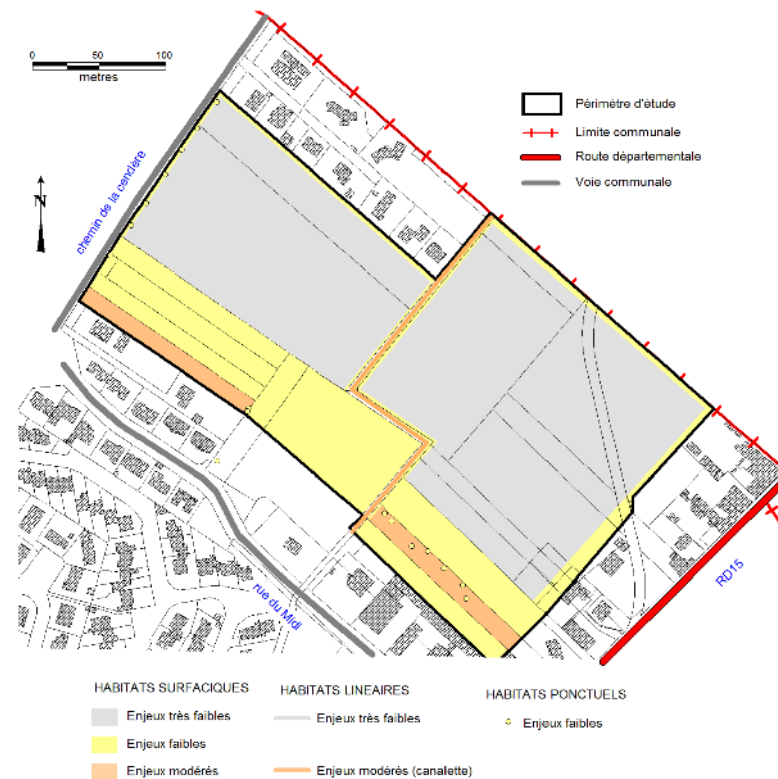 0 50 100
metres
Périmètre d'étude
Limite communale
Route départementale
Voie communale
chemin de la cendère
N
rue du Midi
RD15
HABITATS SURFACIQUES
Enjeux très faibles
Enjeux faibles
Enjeux modérés
HABITATS LINEAIRES
Enjeux très faibles
Enjeux modérés (canalette)
HABITATS PONCTUELS
Enjeux faibles